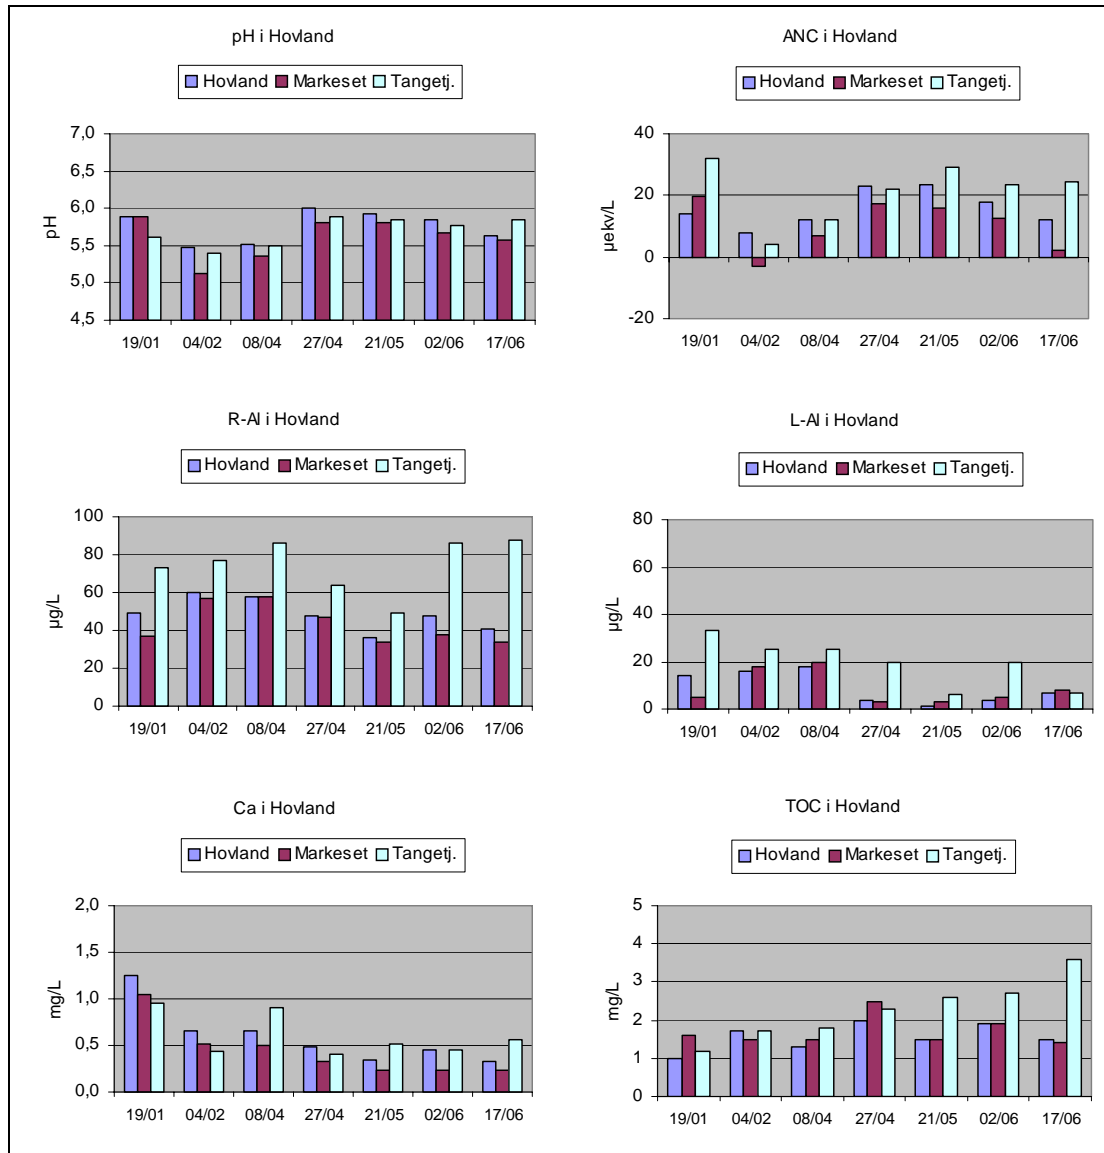 pH i Hovland
Hovland Markeset Tangetj.
pH
7,0
6,5
6,0
5,5
5,0
4,5
19/01 04/02 08/04 27/04 21/05 02/06 17/06
ANC i Hovland
Hovland Markeset Tangetj.
µekv/L
40
20
0
-20
19/01 04/02 08/04 27/04 21/05 02/06 17/06
R-Al i Hovland
Hovland Markeset Tangetj.
µg/L
100
80
60
40
20
0
19/01 04/02 08/04 27/04 21/05 02/06 17/06
L-Al i Hovland
Hovland Markeset Tangetj.
µg/L
80
60
40
20
0
19/01 04/02 08/04 27/04 21/05 02/06 17/06
Ca i Hovland
Hovland Markeset Tangetj.
mg/L
2,0
1,5
1,0
0,5
0,0
19/01 04/02 08/04 27/04 21/05 02/06 17/06
TOC i Hovland
Hovland Markeset Tangetj.
mg/L
5
4
3
2
1
0
19/01 04/02 08/04 27/04 21/05 02/06 17/06